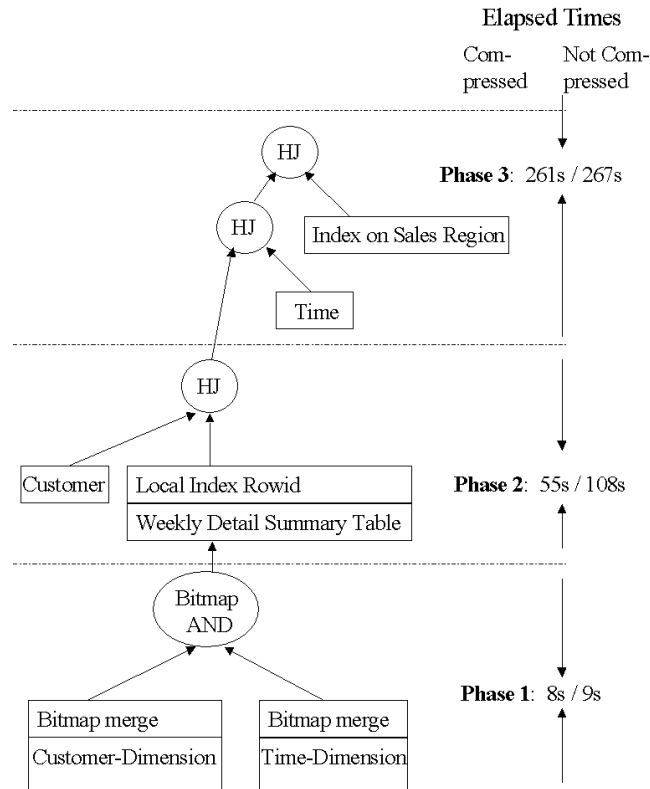 Elapsed Times
Com-
pressed
Not Com-
pressed
HJ
Phase 3: 261s / 267s
HJ
Index on Sales Region
Time
HJ
Customer
Local Index Rowid
Phase 2: 55s / 108s
Weekly Detail Summary Table
Bitmap
AND
Phase 1: 8s / 9s
Bitmap merge
Customer-Dimension
Bitmap merge
Time-Dimension